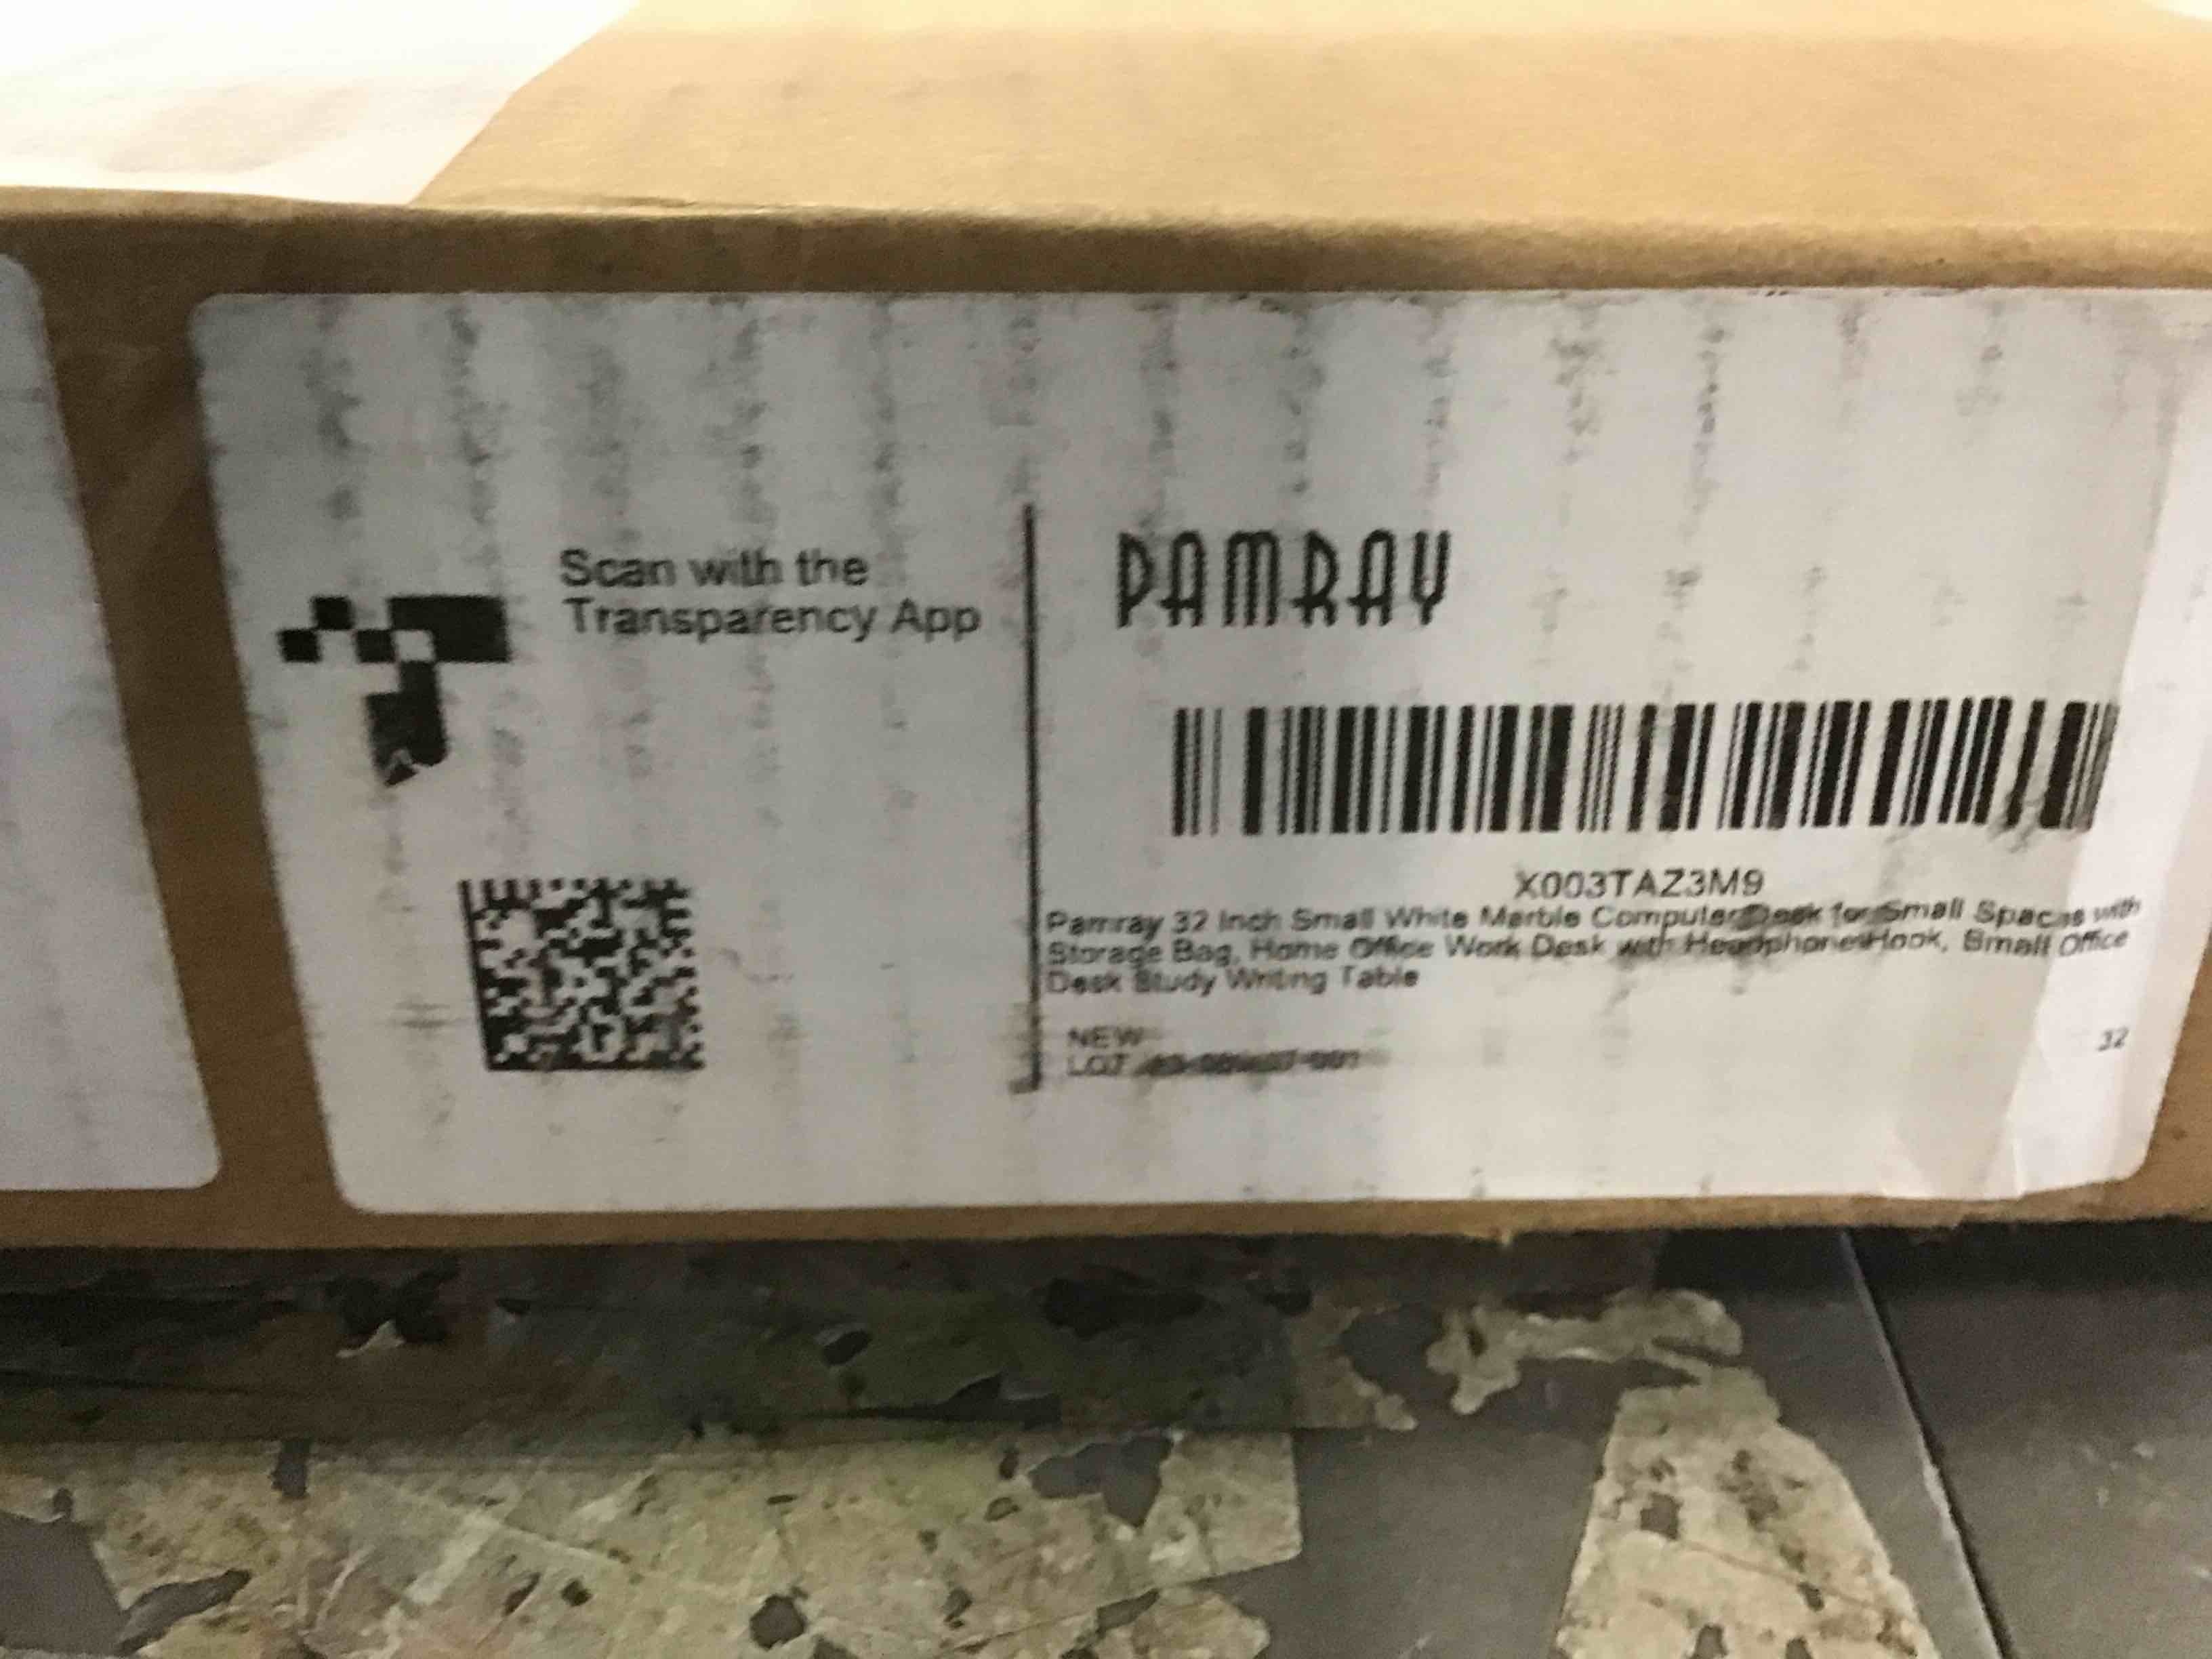 Scan with the
Transparency App
PAMRAY
X003TAZ3M9
Pamray 32 Inch Small White Marble Computer Desk for Small Spaces with
Storage Bag, Home Office Work Desk with Headphone Hook, Small Office
Desk Study Writing Table
NEW
LOT
32